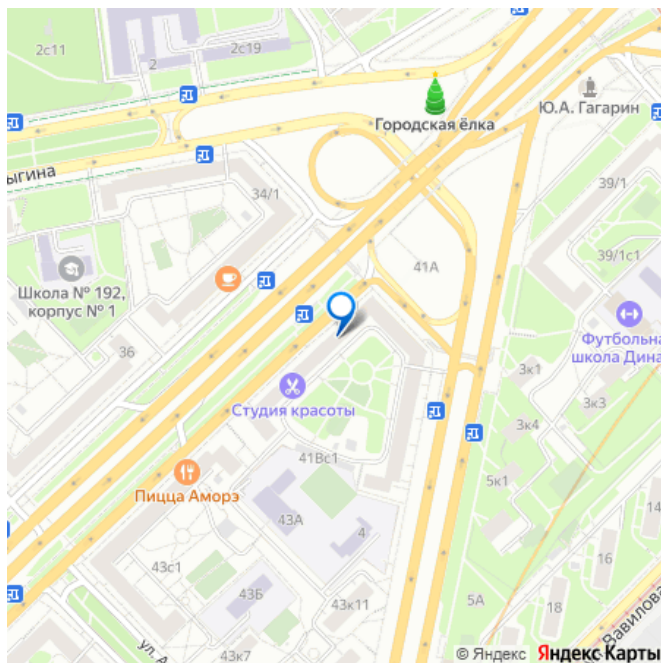 2с11
2с19
2
Городская ёлка
Ю.А. Гагарин
ыгина
34/1
39/1
41А
39/1с1
Школа № 192,
корпус № 1
Футбольна
школа Дина
36
3к1
3к3
Студия красоты
3к4
41Вс1
Пицца Аморэ
5к1
43А
4
14
43с1
16
43Б
43к11
5А
18
Вавилова
ул. А
43к7
© Яндекс Яндекс Карты